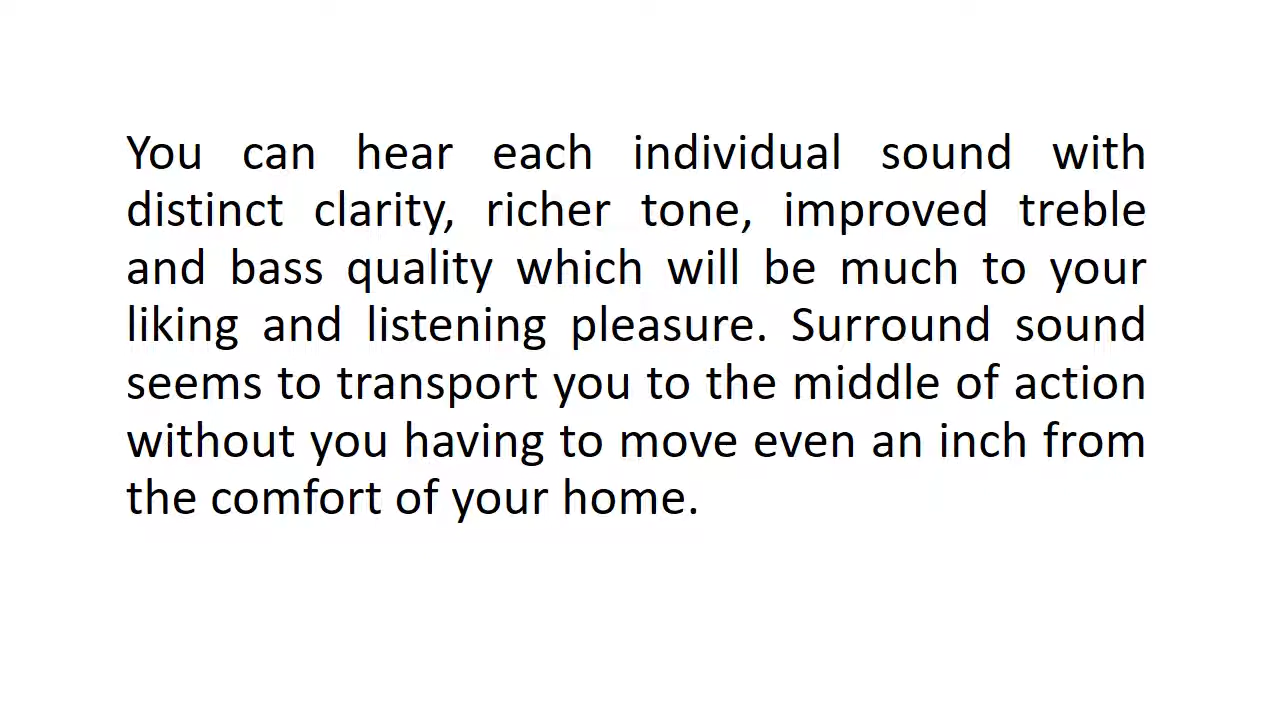 You can hear each individual sound with
distinct clarity, richer tone, improved treble
and bass quality which will be much to your
liking and listening pleasure. Surround sound
seems to transport you to the middle of action
without you having to move even an inch from
the comfort of your home.